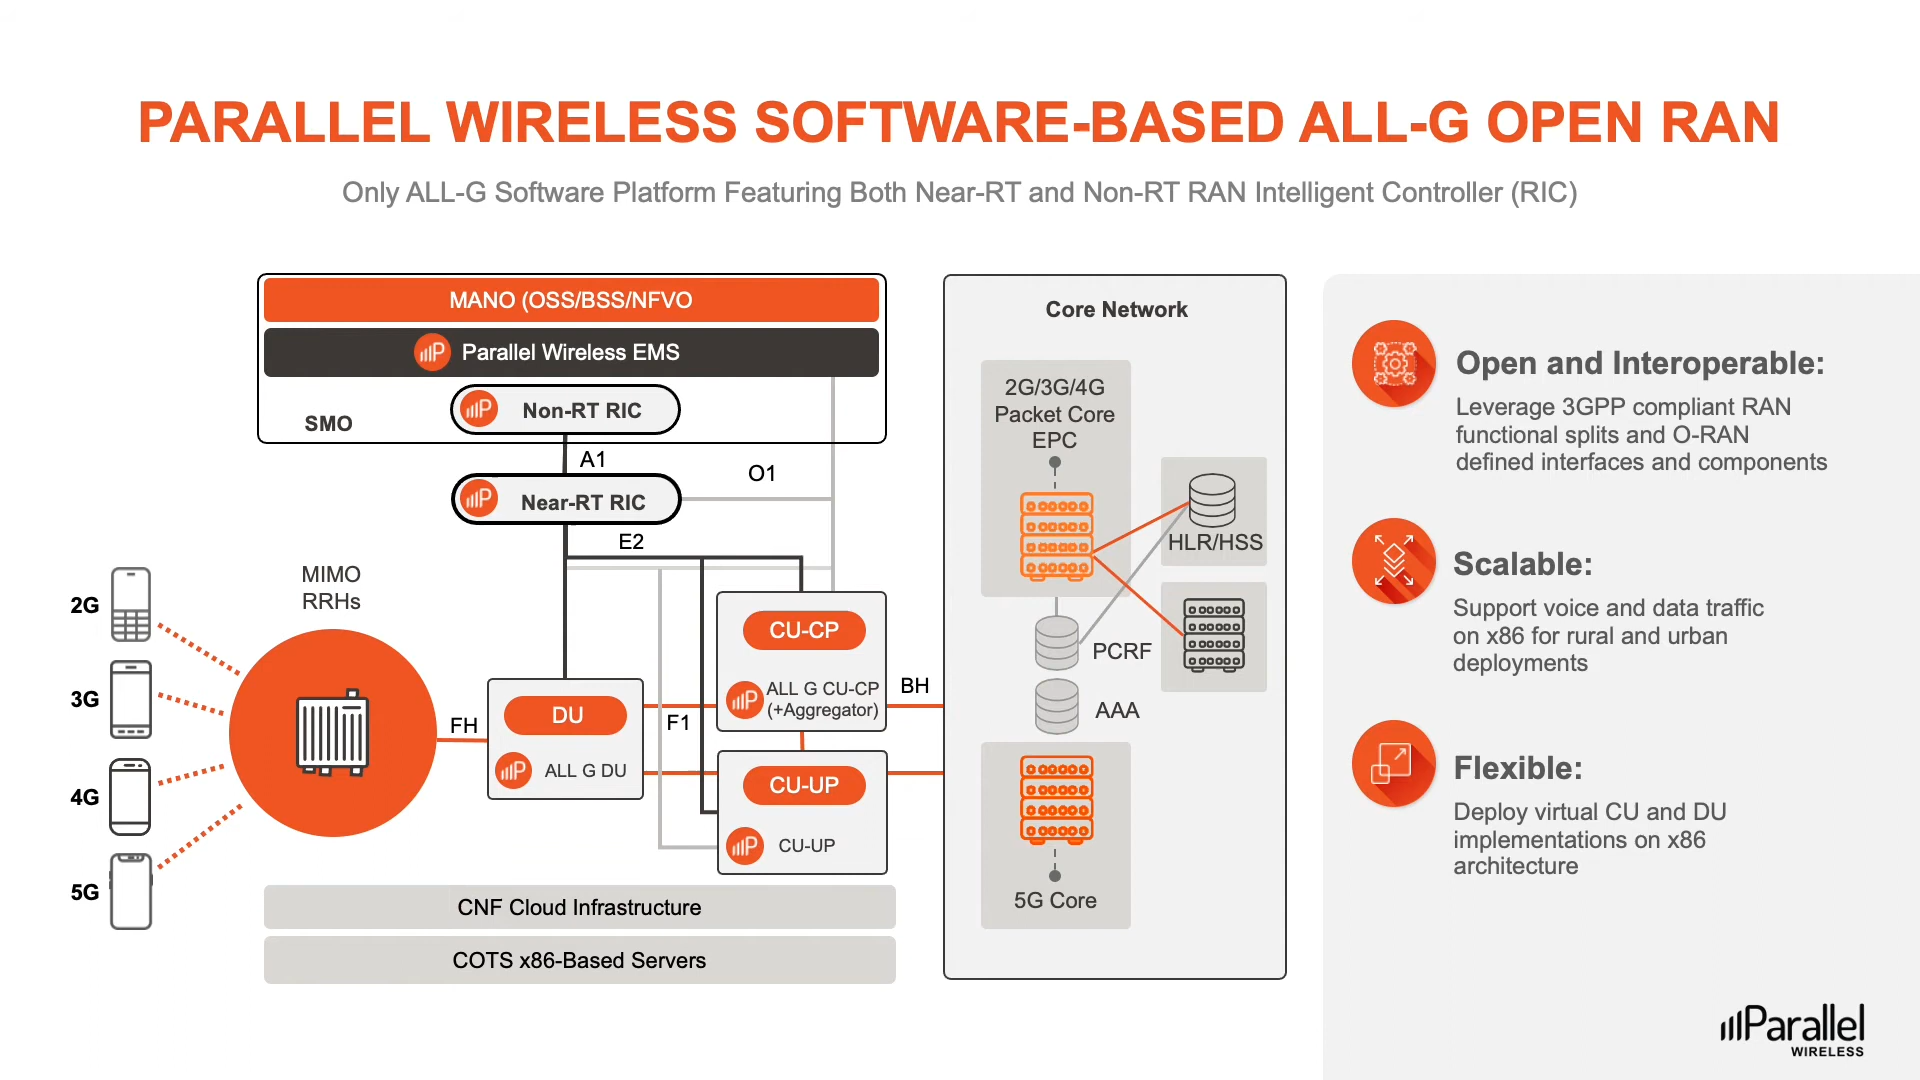 PARALLEL WIRELESS SOFTWARE-BASED ALL-G OPEN RAN
Only ALL-G Software Platform Featuring Both Near-RT and Non-RT RAN Intelligent Controller (RIC)
MANO (OSS/BSS/NFVO
Parallel Wireless EMS
Non-RT RIC
SMO
A1
O1
Near-RT RIC
E2
MIMO
RRHs
2G
3G
4G
5G
FH
DU
ALL G DU
F1
CU-CP
ALL G CU-CP
(+Aggregator)
CU-UP
CU-UP
BH
CNF Cloud Infrastructure
COTS x86-Based Servers
Core Network
2G/3G/4G
Packet Core
EPC
HLR/HSS
PCRF
AAA
5G Core
Open and Interoperable:
Leverage 3GPP compliant RAN
functional splits and O-RAN
defined interfaces and components
Scalable:
Support voice and data traffic
on x86 for rural and urban
deployments
Flexible:
Deploy virtual CU and DU
implementations on x86
architecture
Parallel
WIRELESS